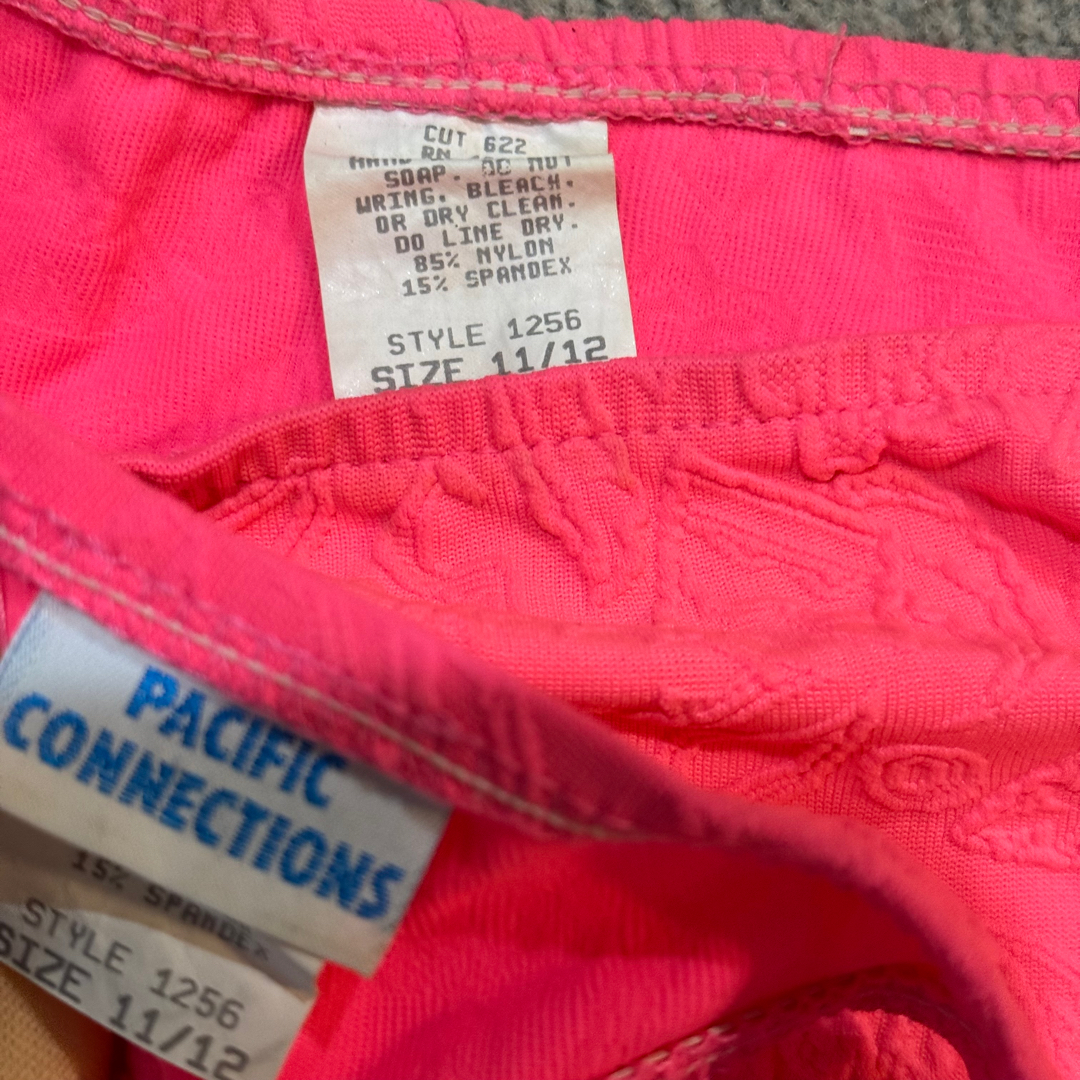 CUT 622
RN
SOAP. DO NOT
WRING, BLEACH,
OR DRY CLEAN.
DO LINE DRY.
85% NYLON
15% SPANDEX
STYLE 1256
SIZE 11/12
PACIFIC
CONNECTIONS
15% SPANDEX
STYLE 1256
SIZE 11/12